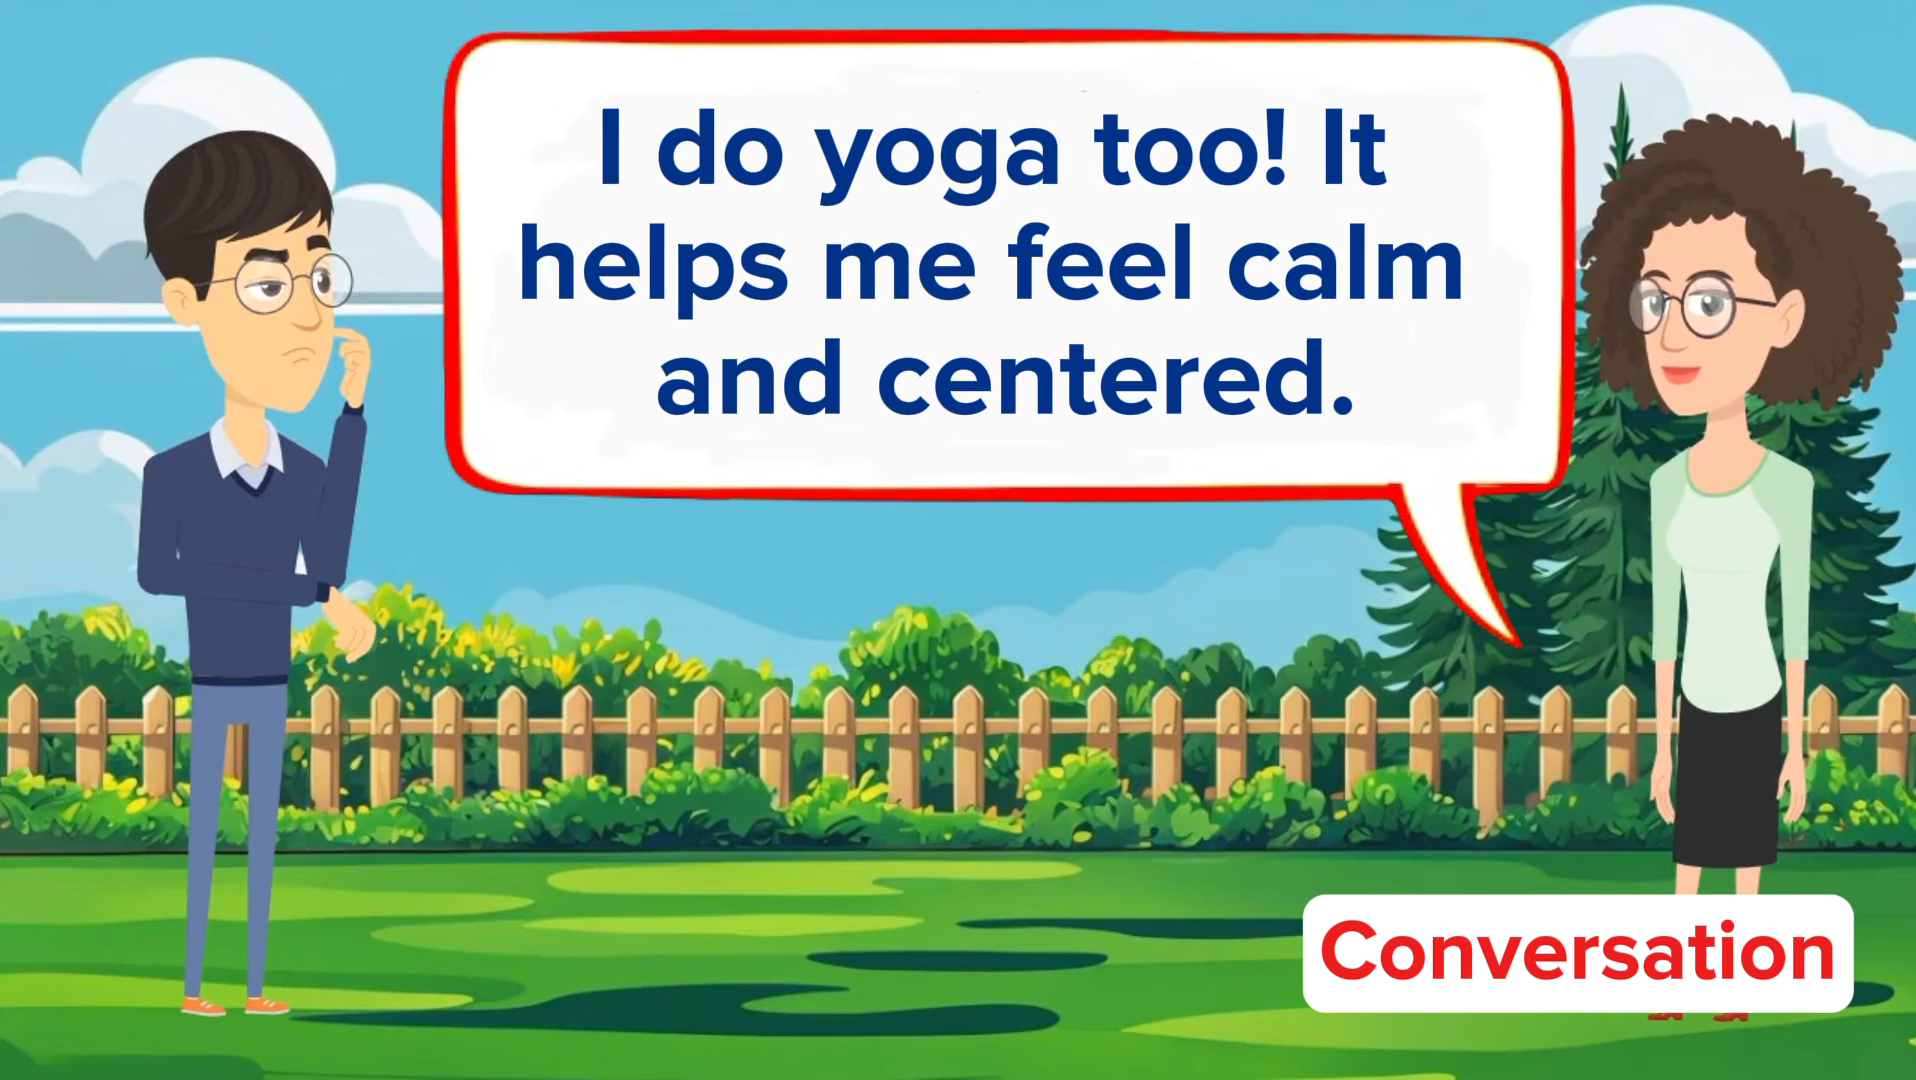 I do yoga too! It
helps me feel calm
and centered.
Conversation